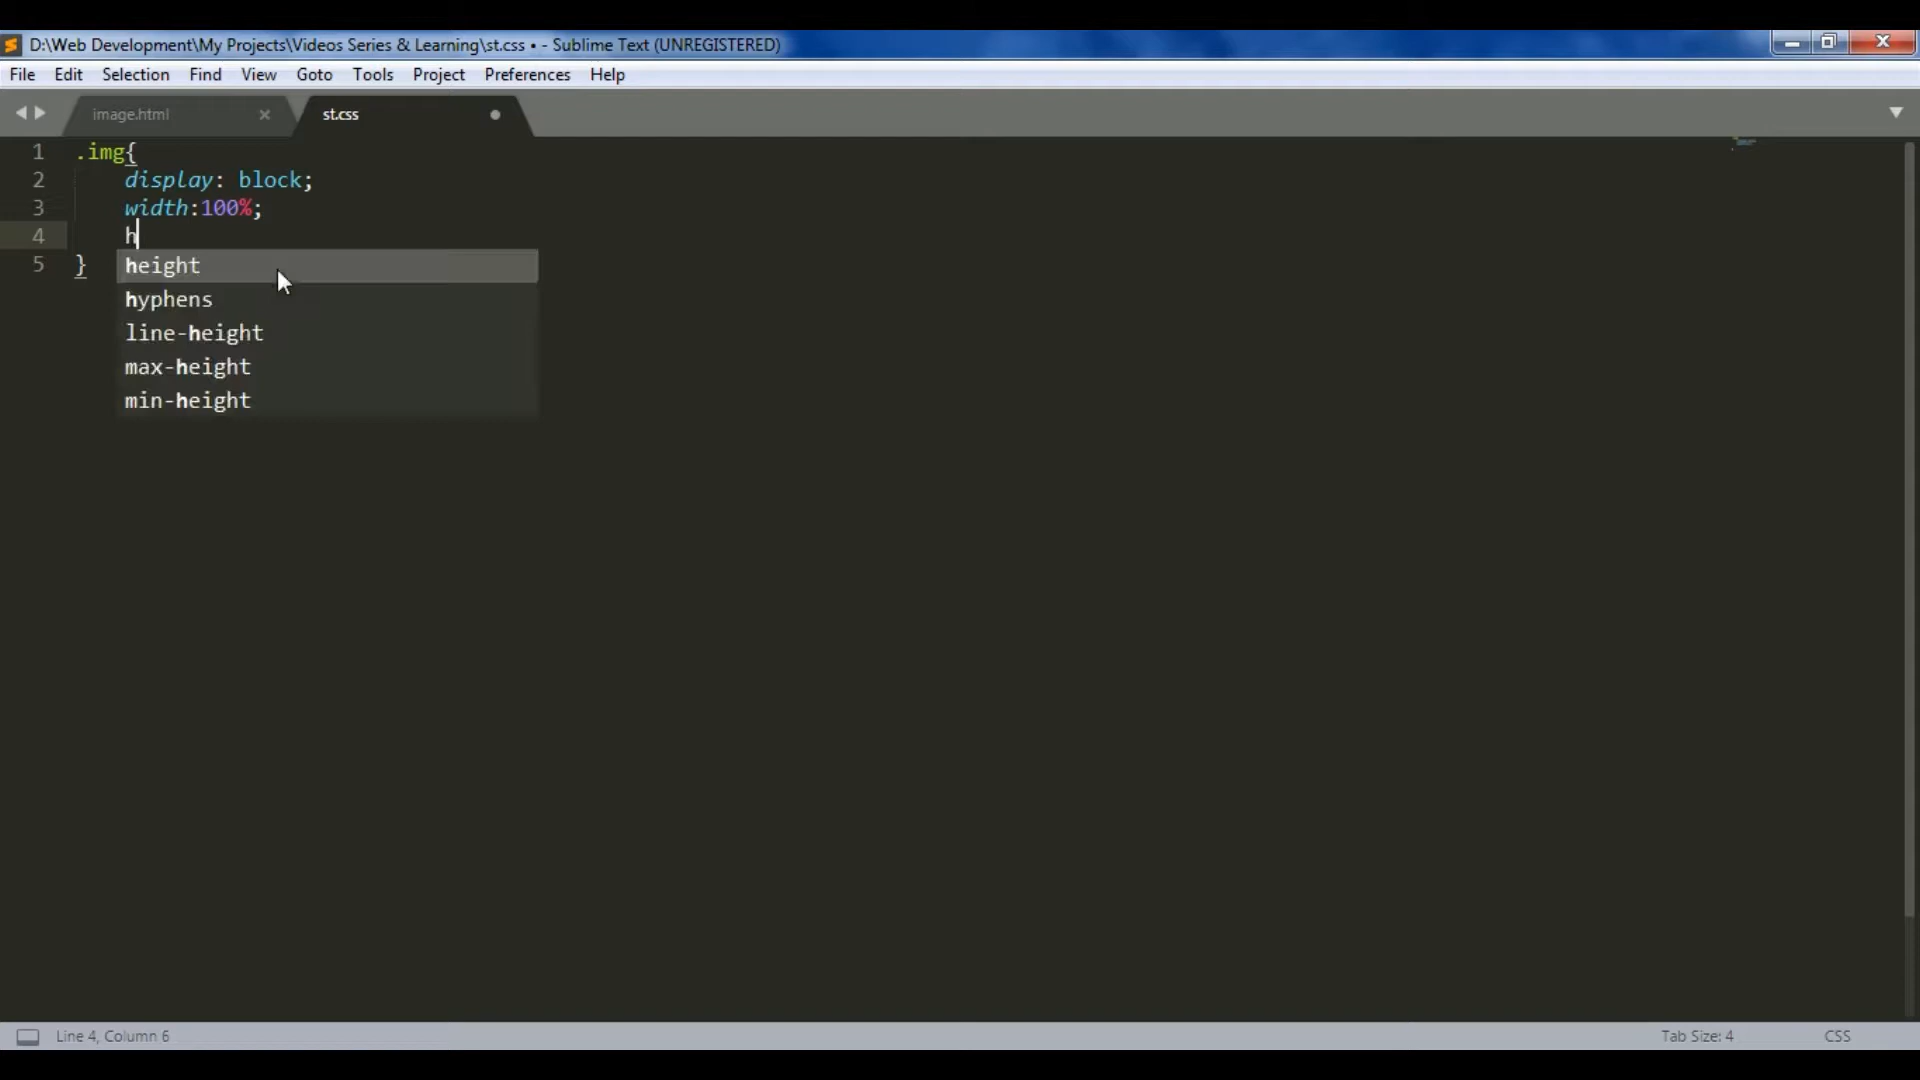 D:\Web Development\My Projects\Videos Series & Learning\st.css • - Sublime Text (UNREGISTERED)
File Edit Selection Find View Goto Tools Project Preferences Help
image.html × st.css
1 .img{
2 display: block;
3 width:100%;
4 h
5 }
height
hyphens
line-height
max-height
min-height
Line 4, Column 6 Tab Size: 4 CSS